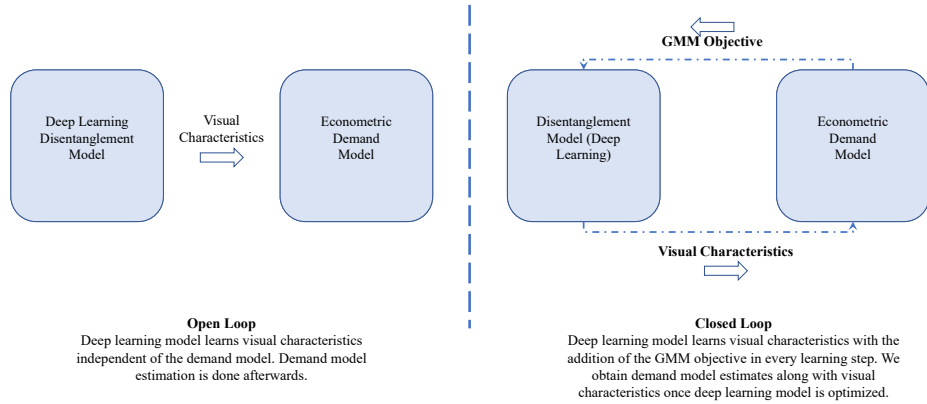 Deep Learning
Disentanglement
Model
Visual
Characteristics
Econometric
Demand
Model
Open Loop
Deep learning model learns visual characteristics
independent of the demand model. Demand model
estimation is done afterwards.
GMM Objective
Disentanglement
Model (Deep
Learning)
Econometric
Demand
Model
Visual Characteristics
Closed Loop
Deep learning model learns visual characteristics with the
addition of the GMM objective in every learning step. We
obtain demand model estimates along with visual
characteristics once deep learning model is optimized.